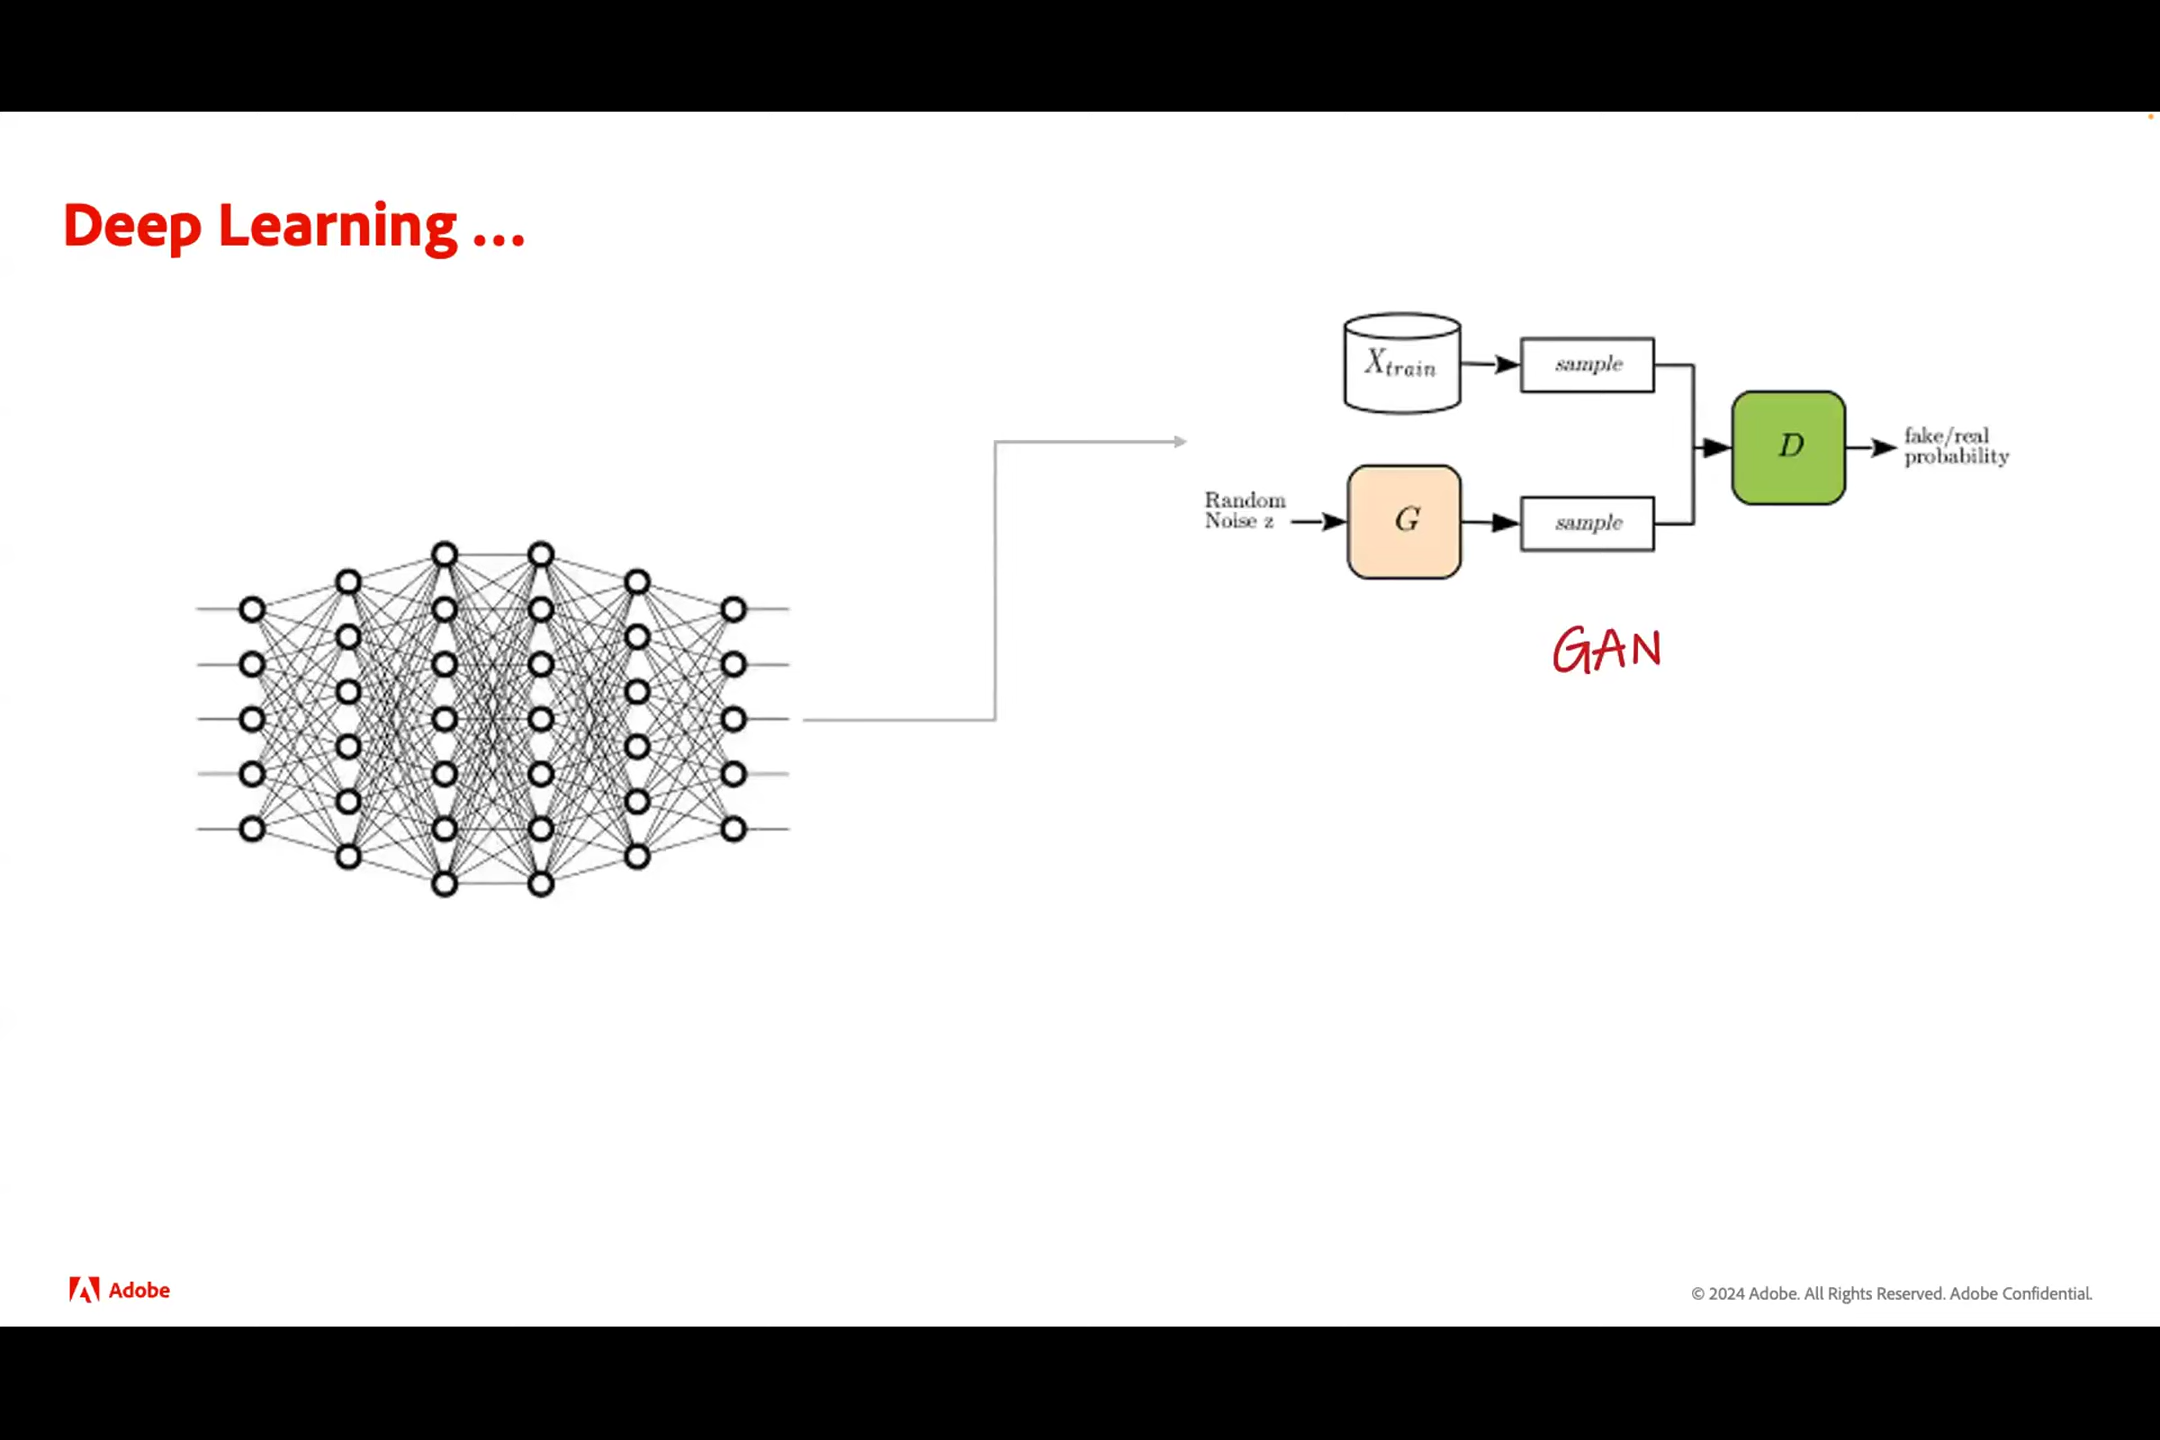 Deep Learning ...
X_train
sample
D
fake/real
probability
Random
Noise z
G
sample
GAN
Adobe
© 2024 Adobe. All Rights Reserved. Adobe Confidential.